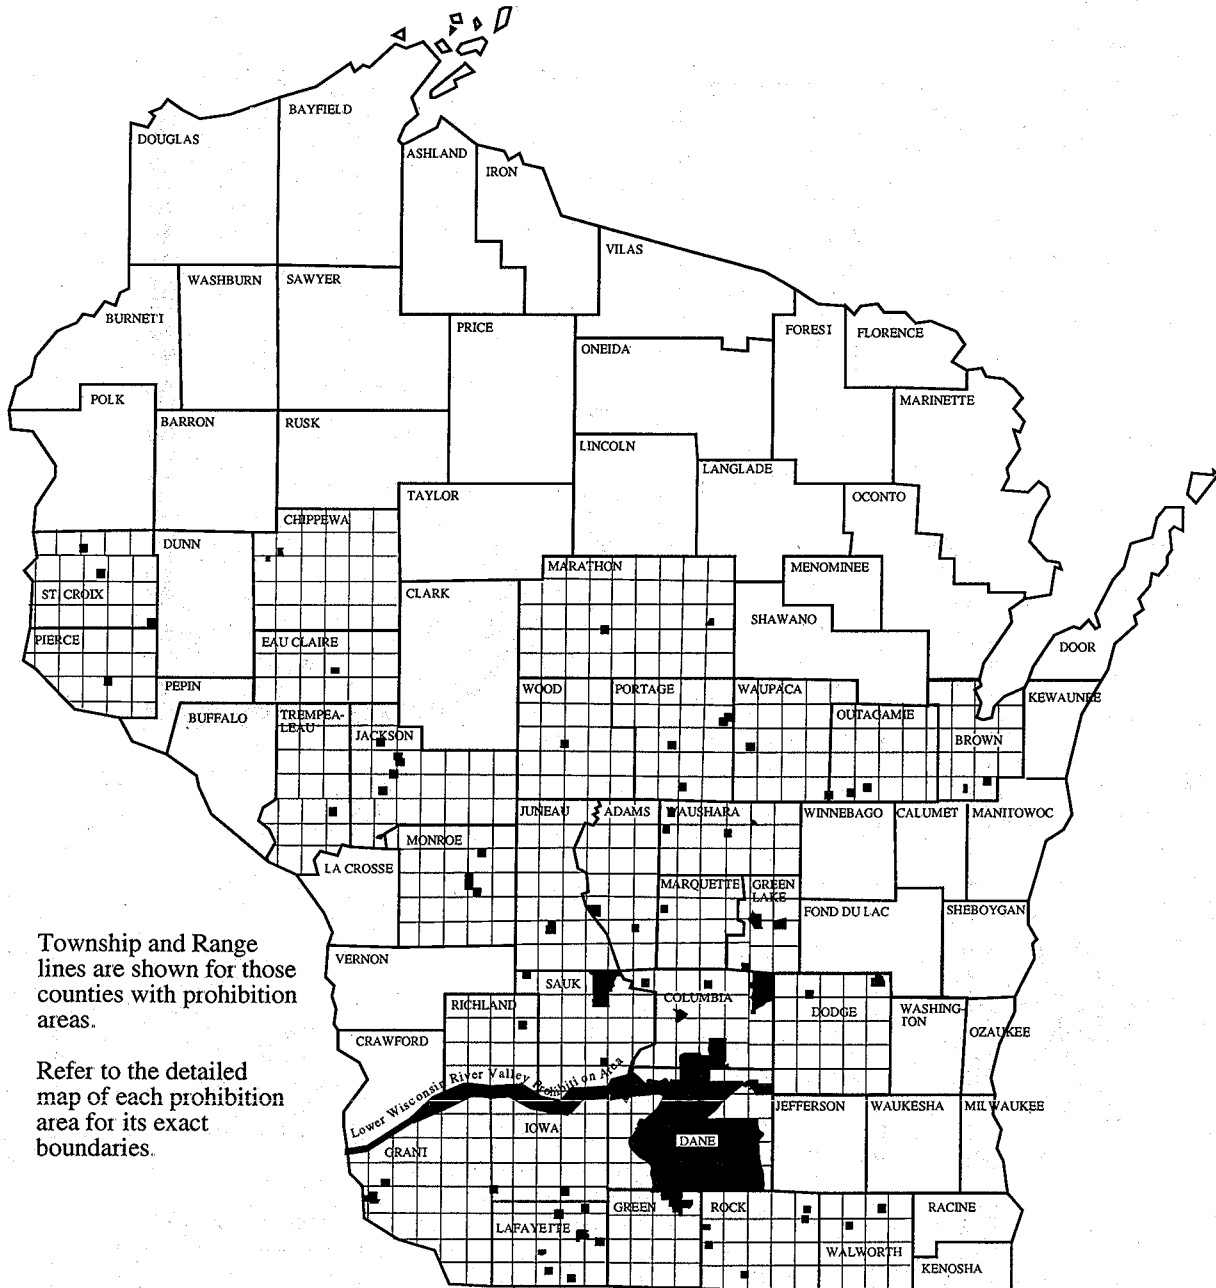 BAYFIELD
DOUGLAS
ASHLAND
IRON
VILAS
WASHBURN
SAWYER
BURNETT
PRICE
FOREST
FLORENCE
ONEIDA
POLK
MARINETTE
BARRON
RUSK
LINCOLN
LANGLADE
TAYLOR
OCONTO
CHIPPEWA
DUNN
MARATHON
MENOMINEE
ST. CROIX
CLARK
SHAWANO
PIERCE
EAU CLAIRE
DOOR
PEPIN
WOOD
PORTAGE
WAUPACA
KEWAUNEE
BUFFALO
TREMPEA-
LEAU
OUTAGAMIE
JACKSON
BROWN
JUNEAU
ADAMS
WAUSHARA
WINNEBAGO
CALUMET
MANITOWOC
MONROE
LA CROSSE
MARQUETTE
GREEN
LAKE
FOND DU LAC
SHEBOYGAN
Township and Range
lines are shown for those
counties with prohibition
areas.
VERNON
SAUK
COLUMBIA
RICHLAND
DODGE
WASHING-
TON
OZAUKEE
CRAWFORD
Refer to the detailed
map of each prohibition
area for its exact
boundaries.
Lower Wisconsin River Valley Prohibition Area
JEFFERSON
WAUKESHA
MILWAUKEE
IOWA
DANE
GRANT
GREEN
ROCK
RACINE
LAFAYETTE
WALWORTH
KENOSHA